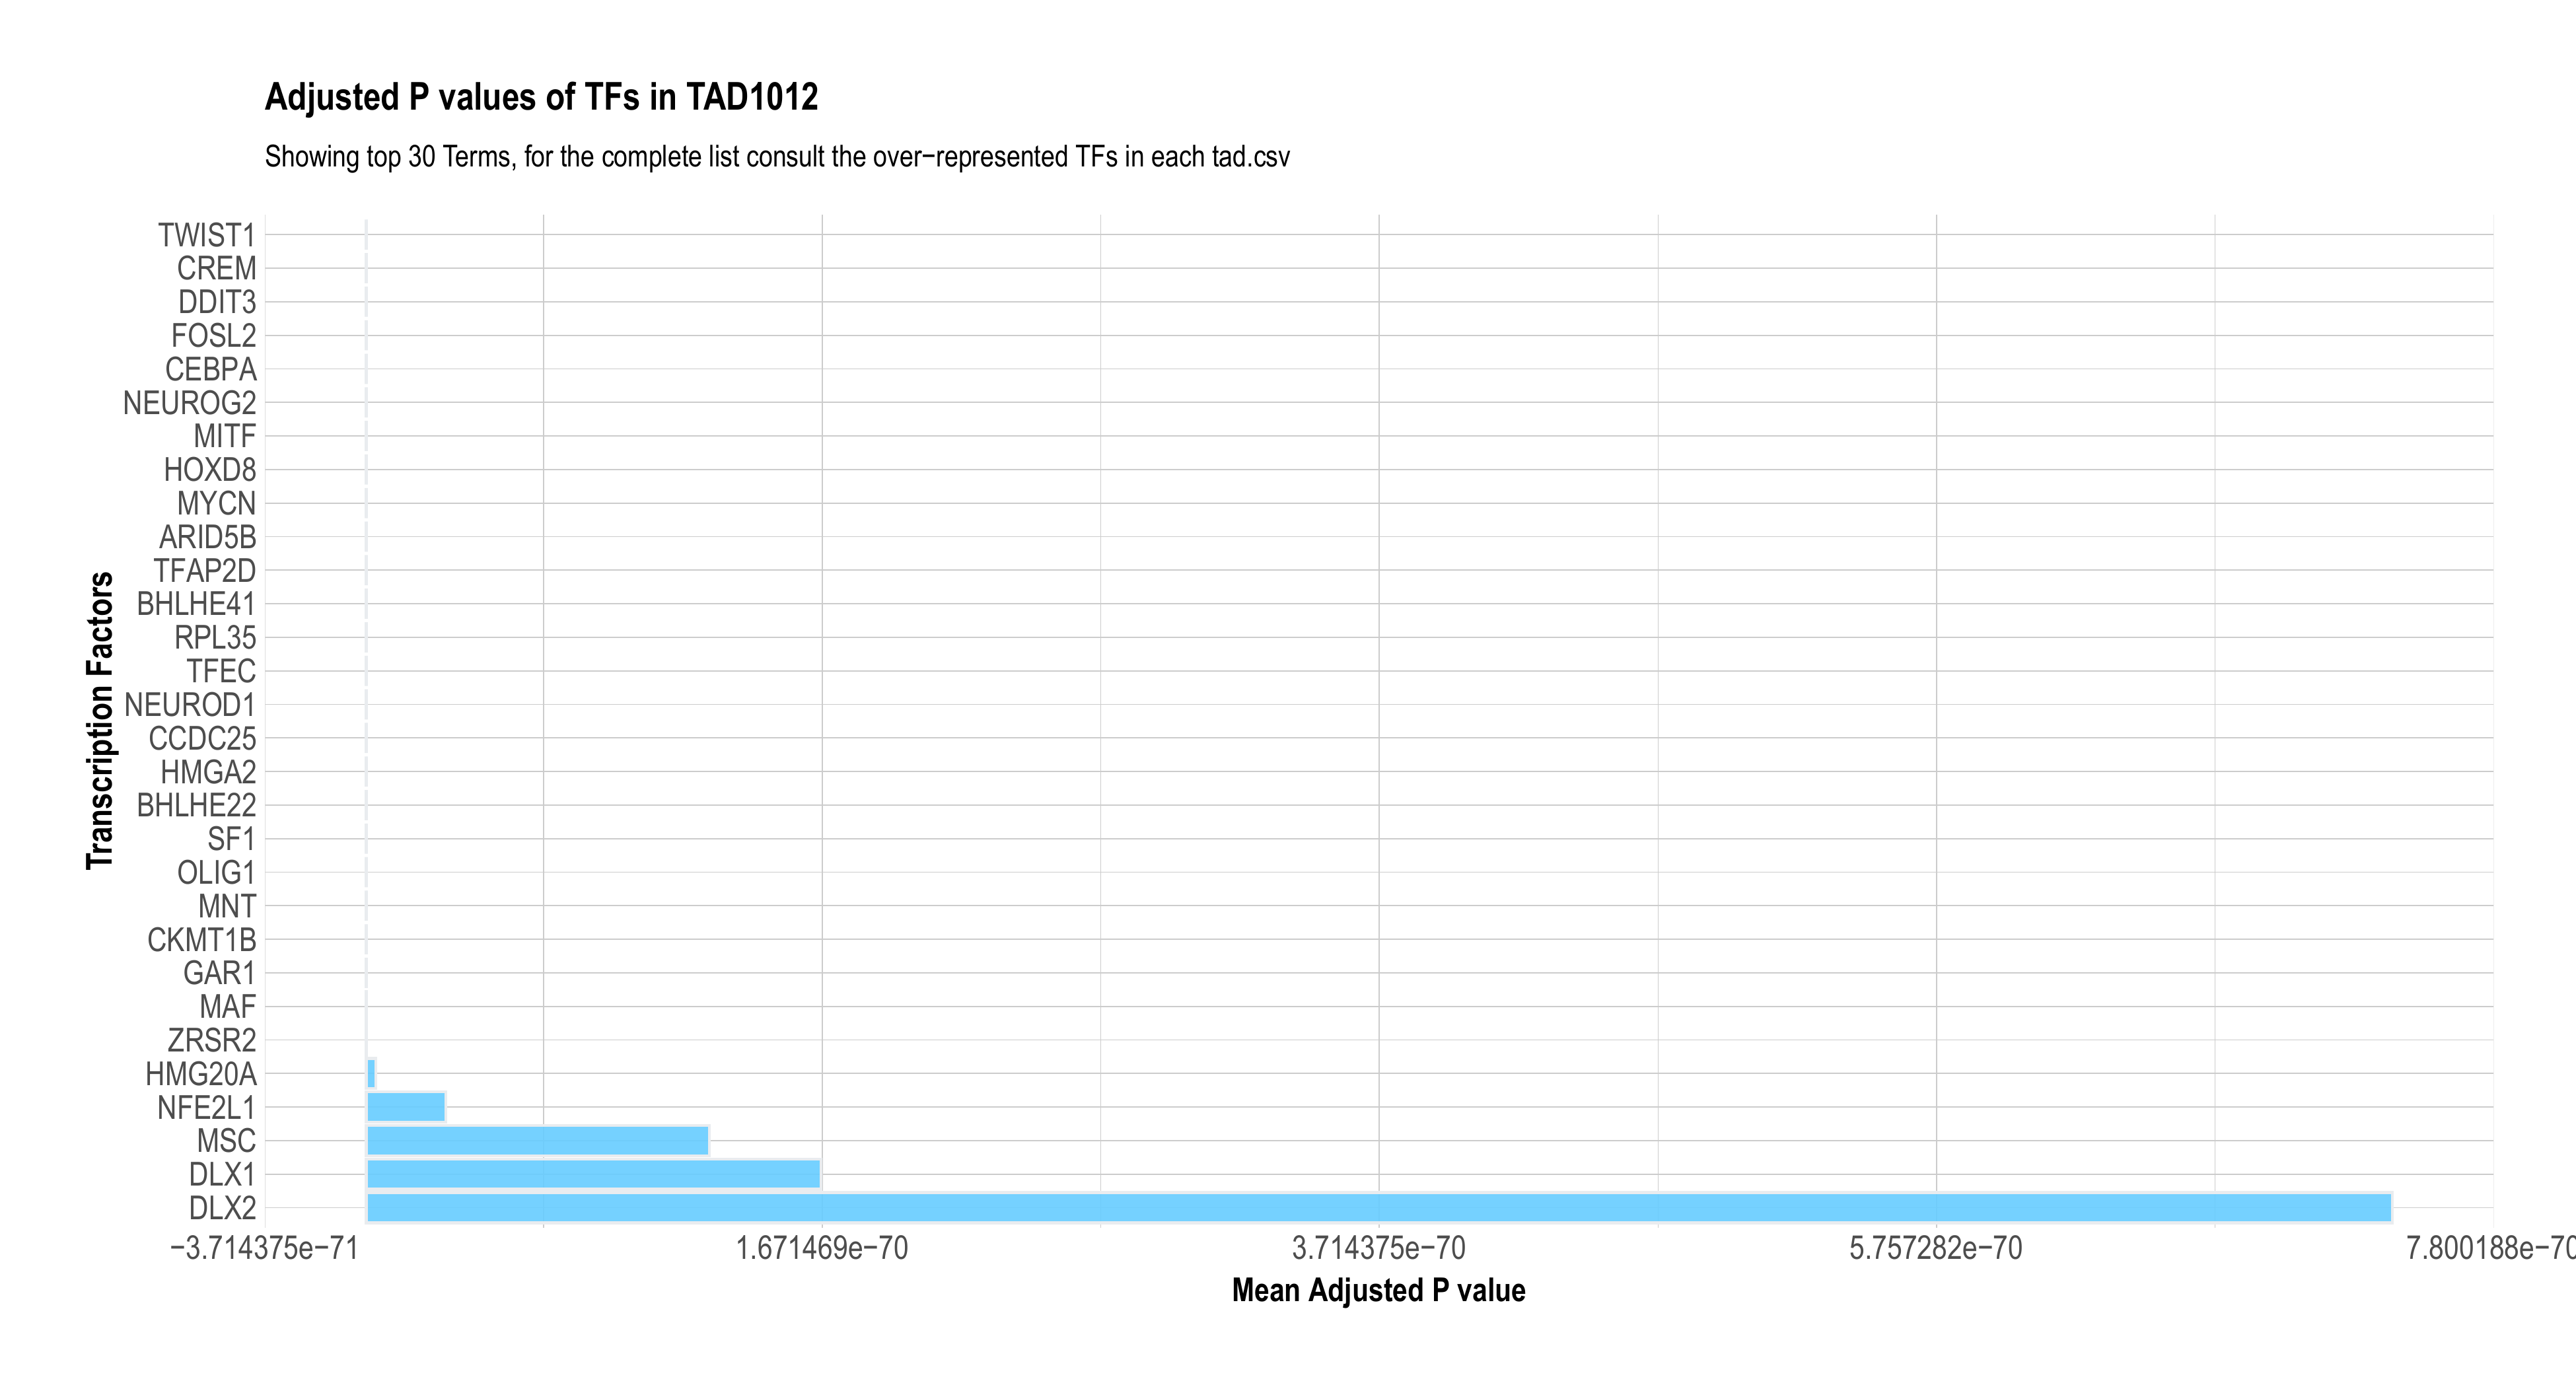 Adjusted P values of TFs in TAD1012
Showing top 30 Terms, for the complete list consult the over−represented TFs in each tad.csv
Transcription Factors
TWIST1
CREM
DDIT3
FOSL2
CEBPA
NEUROG2
MITF
HOXD8
MYCN
ARID5B
TFAP2D
BHLHE41
RPL35
TFEC
NEUROD1
CCDC25
HMGA2
BHLHE22
SF1
OLIG1
MNT
CKMT1B
GAR1
MAF
ZRSR2
HMG20A
NFE2L1
MSC
DLX1
DLX2
−3.714375e−71 1.671469e−70 3.714375e−70 5.757282e−70 7.800188e−70
Mean Adjusted P value